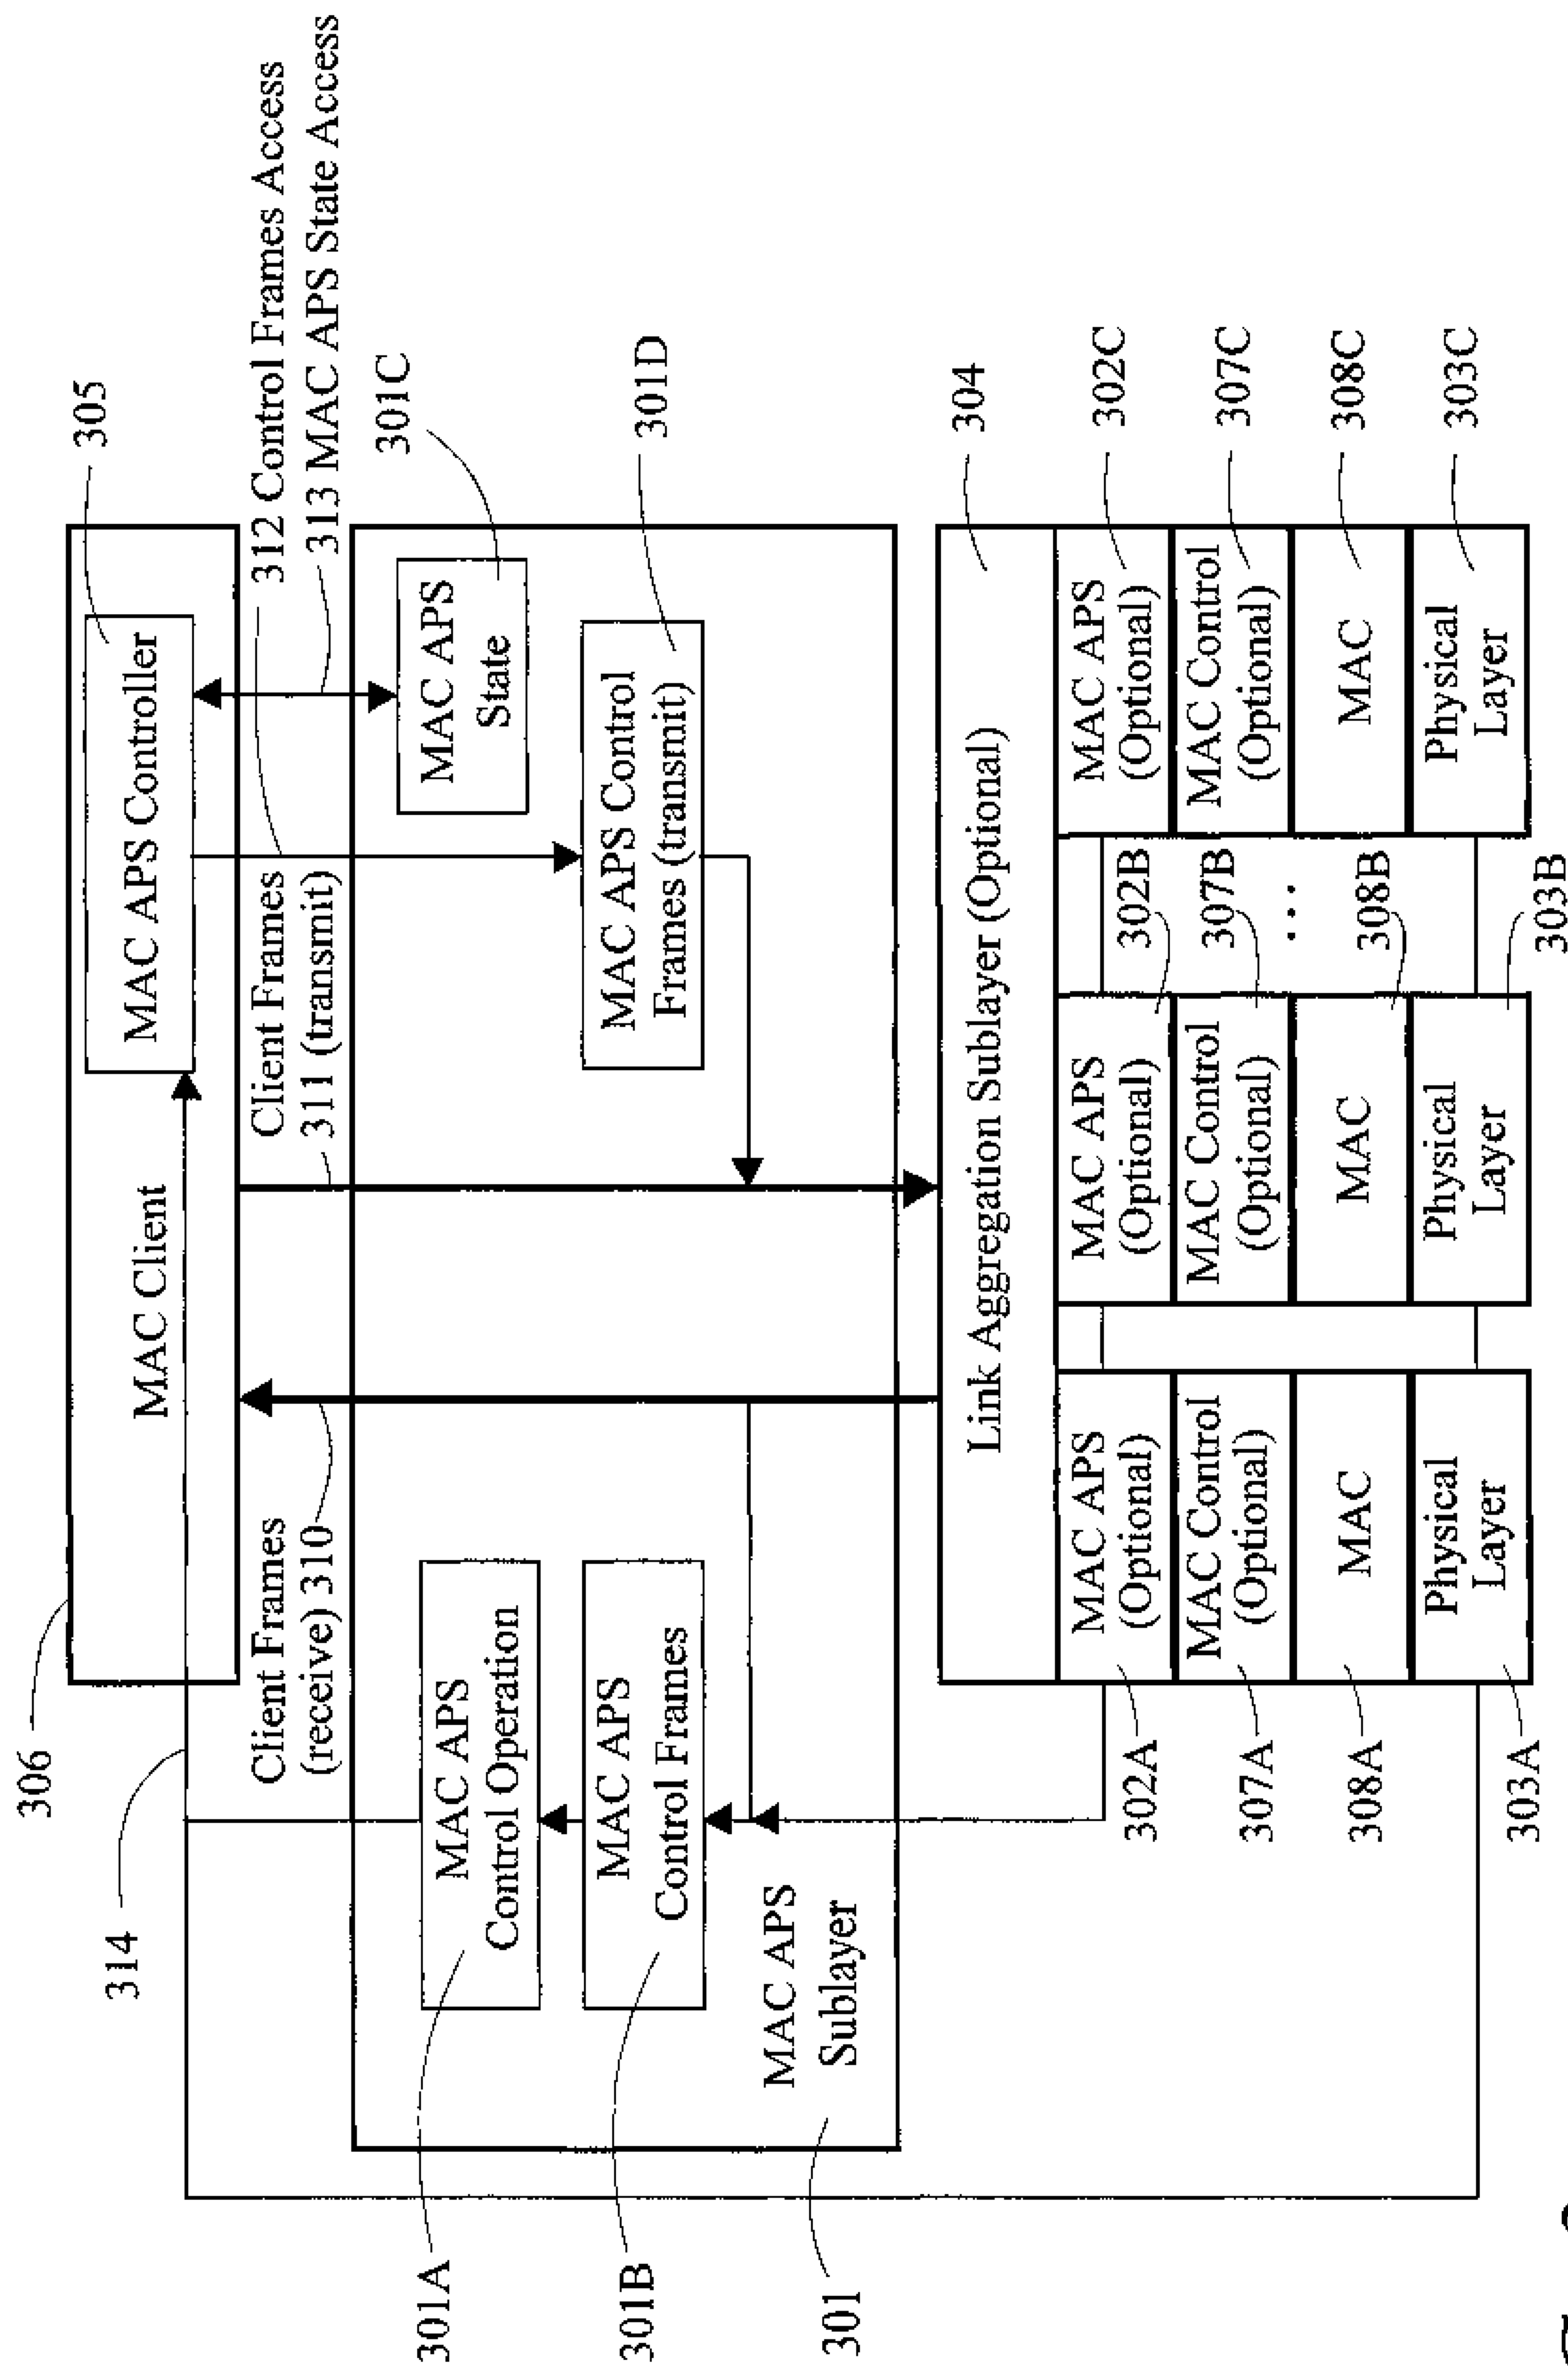 306
MAC Client
MAC APS Controller
305
314
Client Frames
(receive) 310
Client Frames
311 (transmit)
312 Control Frames Access
313 MAC APS State Access
301A
MAC APS
Control Operation
MAC APS
State
301C
301B
MAC APS
Control Frames
MAC APS Control
Frames (transmit)
301D
301
MAC APS
Sublayer
Link Aggregation Sublayer (Optional)
304
302A
MAC APS
(Optional)
MAC APS
(Optional)
302B
MAC APS
(Optional)
302C
307A
MAC Control
(Optional)
MAC Control
(Optional)
307B
MAC Control
(Optional)
307C
...
308A
MAC
MAC
308B
MAC
308C
303A
Physical
Layer
Physical
Layer
303B
Physical
Layer
303C